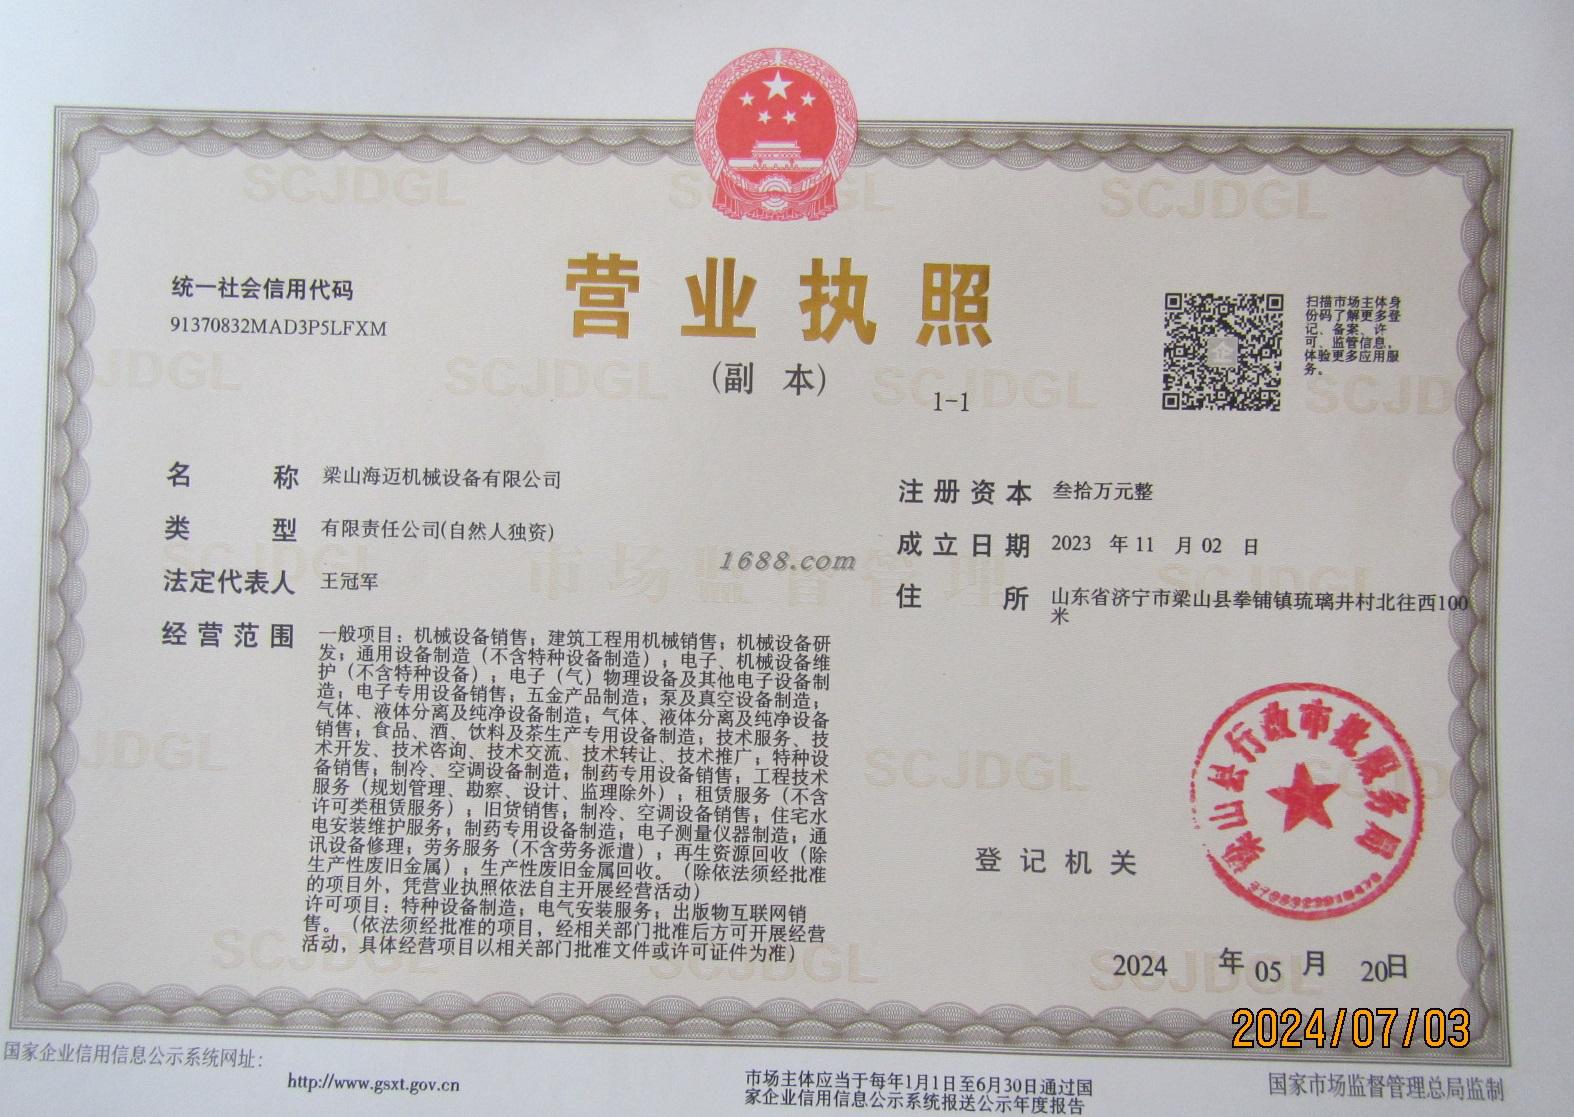 统一社会信用代码
91370832MAD3P5LFXM
营业执照
(副 本)
1-1
扫描市场主体身
份码了解更多登
记、备案、许
可、监管信息，
体验更多应用服
务。
名 称 梁山海迈机械设备有限公司
类 型 有限责任公司(自然人独资)
法定代表人 王冠军
经营范围 一般项目：机械设备销售；建筑工程用机械销售；机械设备研
发；通用设备制造（不含特种设备制造）；电子、机械设备维
护（不含特种设备）；电子（气）物理设备及其他电子设备制
造；电子专用设备销售；五金产品制造；泵及真空设备制造；
气体、液体分离及纯净设备制造；气体、液体分离及纯净设备
销售；食品、酒、饮料及茶生产专用设备制造；技术服务、技
术开发、技术咨询、技术交流、技术转让、技术推广；特种设
备销售；制冷、空调设备制造；制药专用设备销售；工程技术
服务（规划管理、勘察、设计、监理除外）；租赁服务（不含
许可类租赁服务）；旧货销售；制冷、空调设备销售；住宅水
电安装维护服务；制药专用设备制造；电子测量仪器制造；通
讯设备修理；劳务服务（不含劳务派遣）；再生资源回收（除
生产性废旧金属）；生产性废旧金属回收。（除依法须经批准
的项目外，凭营业执照依法自主开展经营活动）
许可项目：特种设备制造；电气安装服务；出版物互联网销
售。（依法须经批准的项目，经相关部门批准后方可开展经营
活动，具体经营项目以相关部门批准文件或许可证件为准）
注册资本 叁拾万元整
成立日期 2023 年 11 月 02 日
住 所 山东省济宁市梁山县拳铺镇琉璃井村北往西100
米
1688.com
市场监督管理
SCJDGL
登记机关
梁山县行政审批服务局
2024 年 05 月 20日
2024/07/03
国家企业信用信息公示系统网址：
http://www.gsxt.gov.cn
市场主体应当于每年1月1日至6月30日通过国
家企业信用信息公示系统报送公示年度报告
国家市场监督管理总局监制